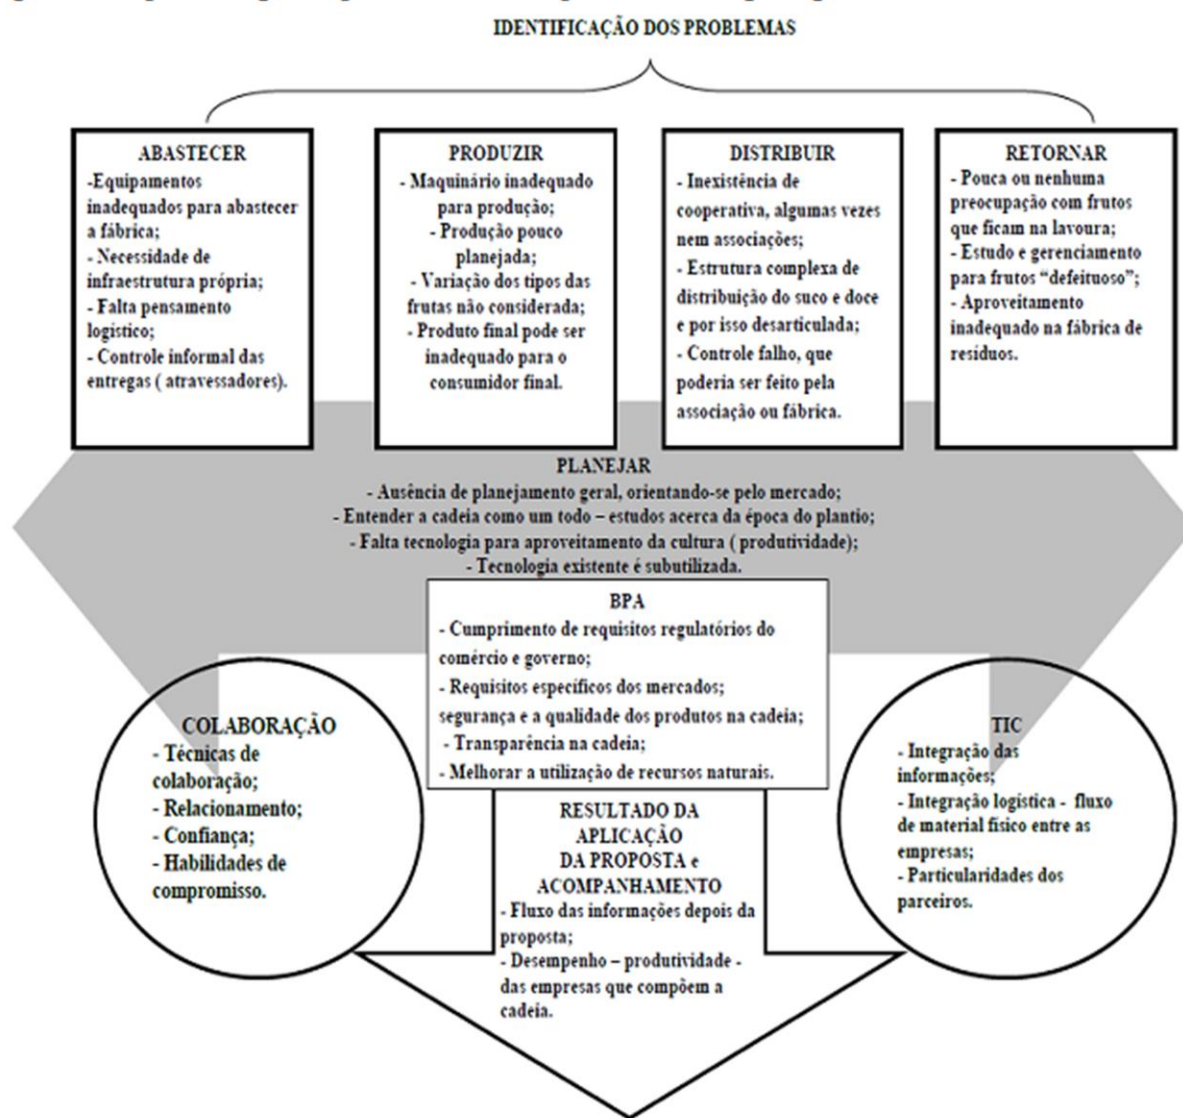 IDENTIFICAÇÃO DOS PROBLEMAS
ABASTECER
-Equipamentos
inadequados para abastecer
a fábrica;
- Necessidade de
infraestrutura própria;
- Falta pensamento
logístico;
- Controle informal das
entregas ( atravessadores).
PRODUZIR
- Maquinário inadequado
para produção;
- Produção pouco
planejada;
- Variação dos tipos das
frutas não considerada;
- Produto final pode ser
inadequado para o
consumidor final.
DISTRIBUIR
- Inexistência de
cooperativa, algumas vezes
nem associações;
- Estrutura complexa de
distribuição do suco e doce
e por isso desarticulada;
- Controle falho, que
poderia ser feito pela
associação ou fábrica.
RETORNAR
- Pouca ou nenhuma
preocupação com frutos
que ficam na lavoura;
- Estudo e gerenciamento
para frutos “defeituoso”;
- Aproveitamento
inadequado na fábrica de
resíduos.
PLANEJAR
- Ausência de planejamento geral, orientando-se pelo mercado;
- Entender a cadeia como um todo – estudos acerca da época do plantio;
- Falta tecnologia para aproveitamento da cultura ( produtividade);
- Tecnologia existente é subutilizada.
BPA
- Cumprimento de requisitos regulatórios do
comércio e governo;
- Requisitos específicos dos mercados;
segurança e a qualidade dos produtos na cadeia;
- Transparência na cadeia;
- Melhorar a utilização de recursos naturais.
COLABORAÇÃO
- Técnicas de
colaboração;
- Relacionamento;
- Confiança;
- Habilidades de
compromisso.
TIC
- Integração das
informações;
- Integração logística - fluxo
de material físico entre as
empresas;
- Particularidades dos
parceiros.
RESULTADO DA
APLICAÇÃO
DA PROPOSTA e
ACOMPANHAMENTO
- Fluxo das informações depois da
proposta;
- Desempenho – produtividade -
das empresas que compõem a
cadeia.